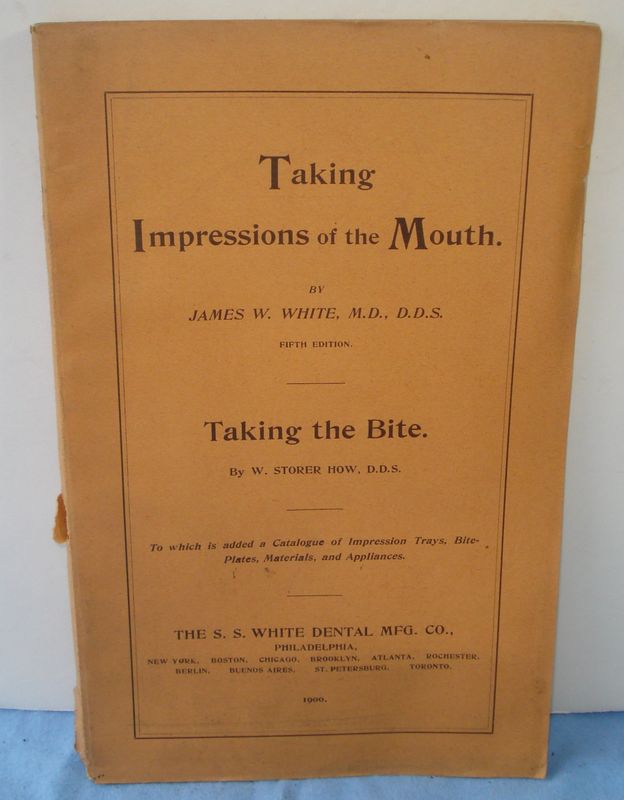 Taking
Impressions of the Mouth.
BY
JAMES W. WHITE, M.D., D.D.S.
FIFTH EDITION.
Taking the Bite.
By W. STORER HOW, D.D.S.
To which is added a Catalogue of Impression Trays, Bite-
Plates, Materials, and Appliances.
THE S. S. WHITE DENTAL MFG. CO.,
PHILADELPHIA,
NEW YORK, BOSTON, CHICAGO, BROOKLYN, ATLANTA, ROCHESTER,
BERLIN, BUENOS AIRES, ST. PETERSBURG, TORONTO.
1900.